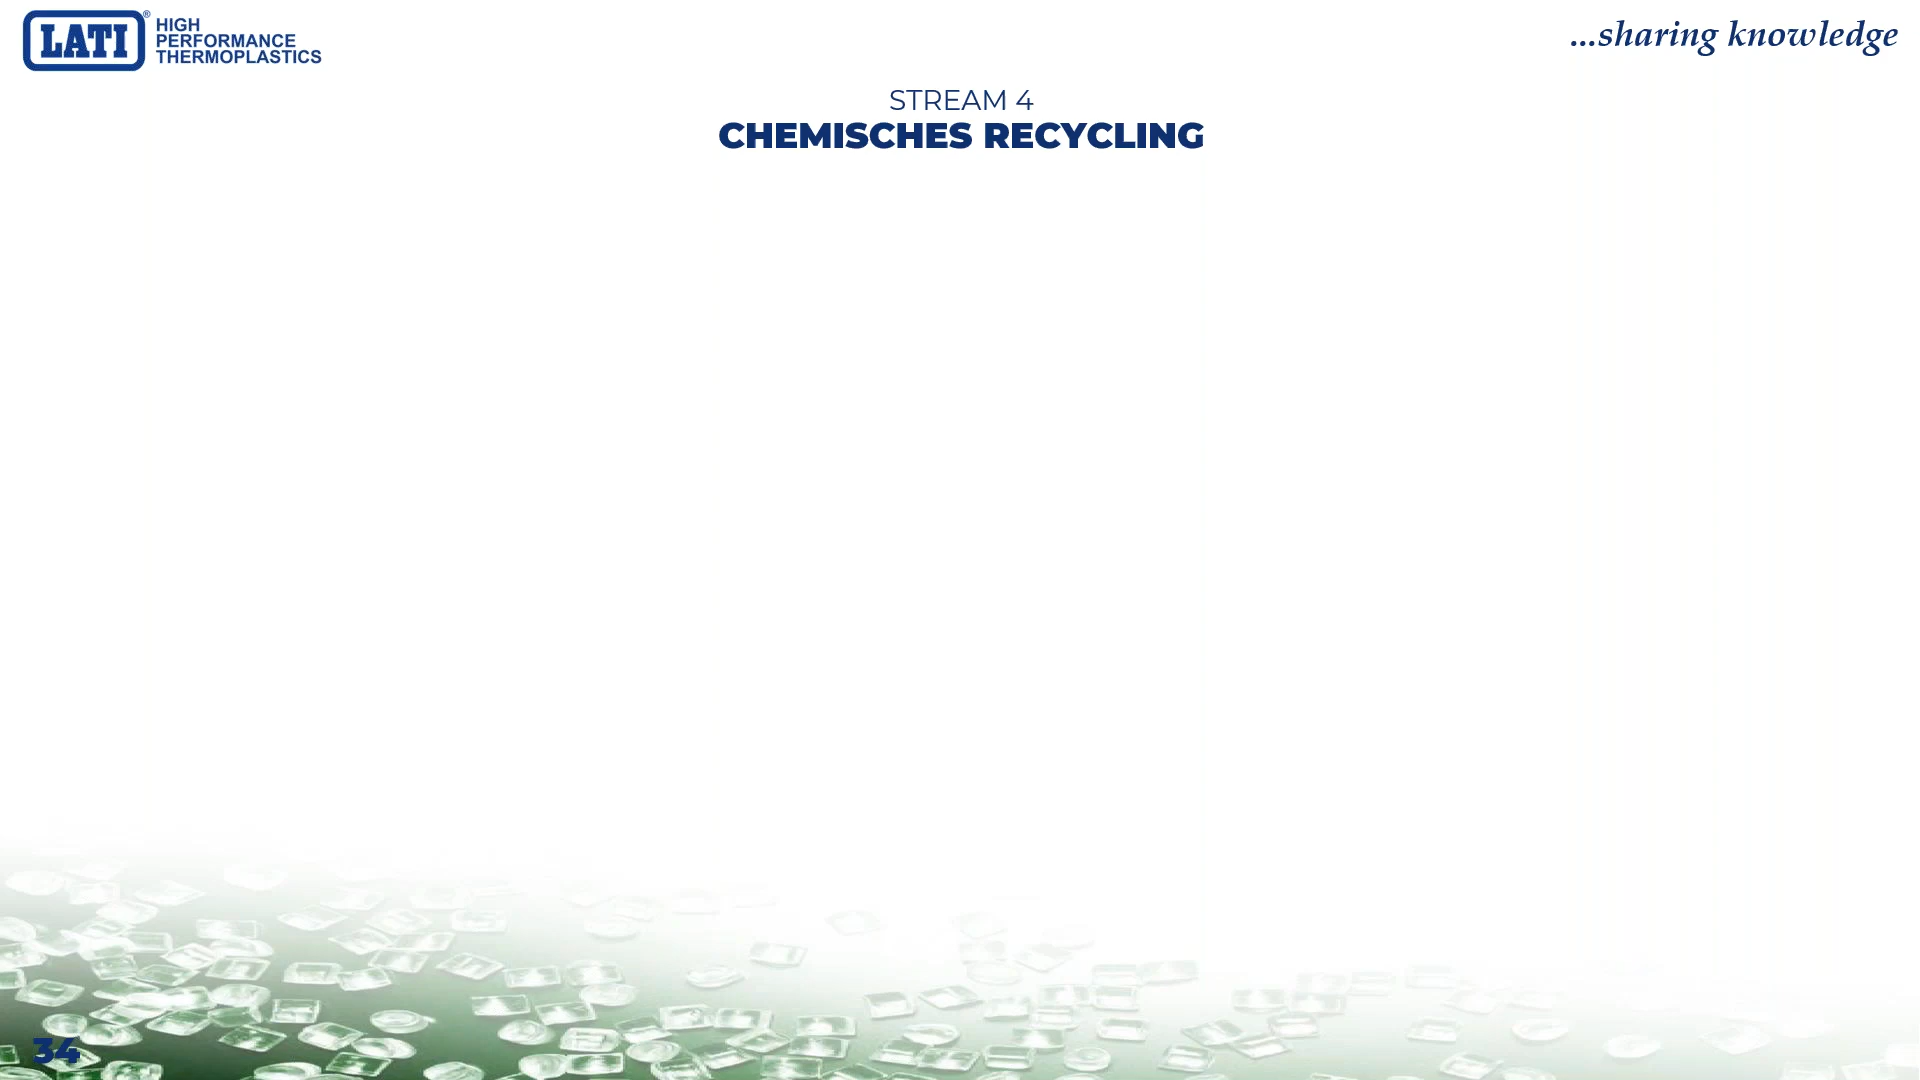 LATI®
HIGH
PERFORMANCE
THERMOPLASTICS
...sharing knowledge
STREAM 4
CHEMISCHES RECYCLING
34